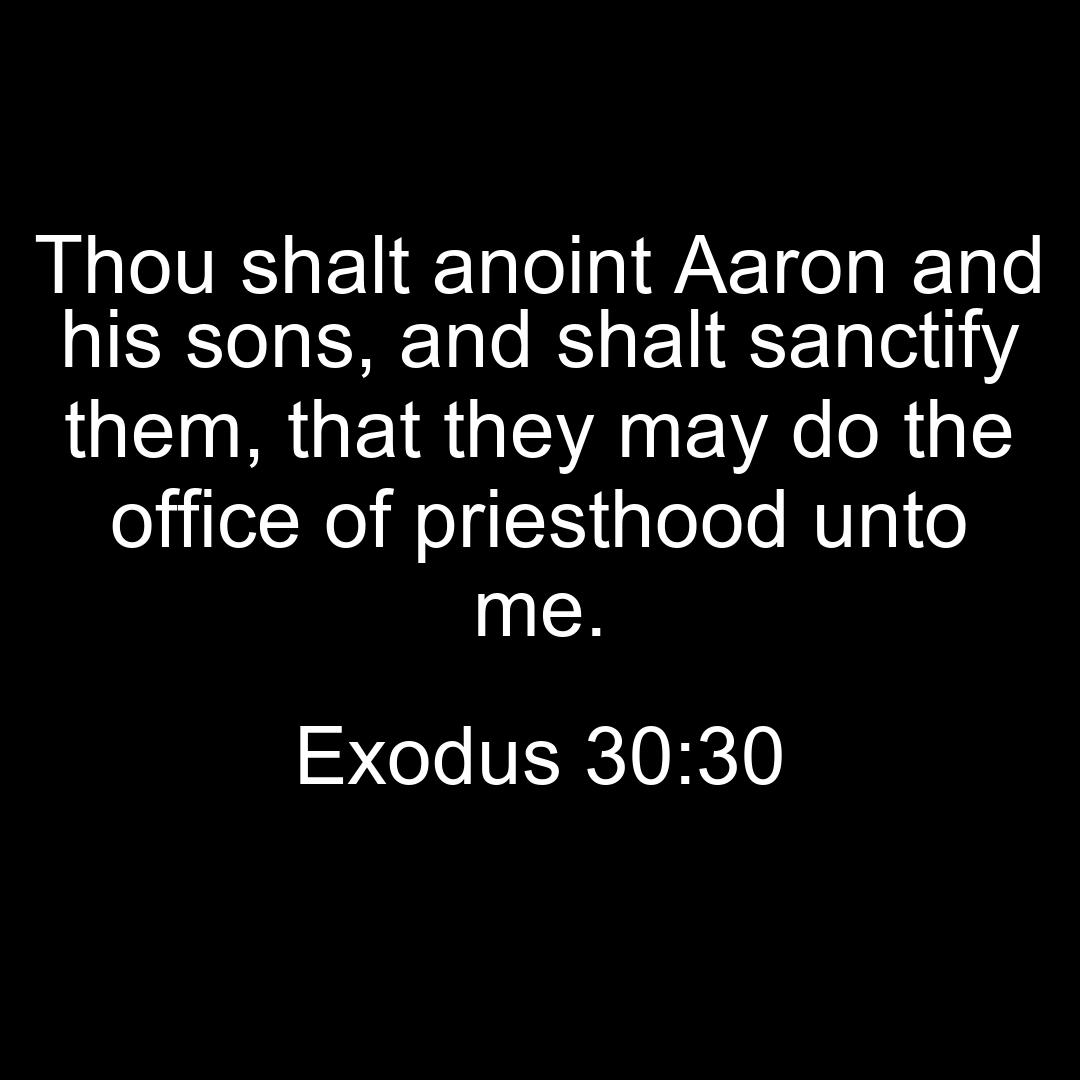 Thou shalt anoint Aaron and
his sons, and shalt sanctify
them, that they may do the
office of priesthood unto
me.
Exodus 30:30